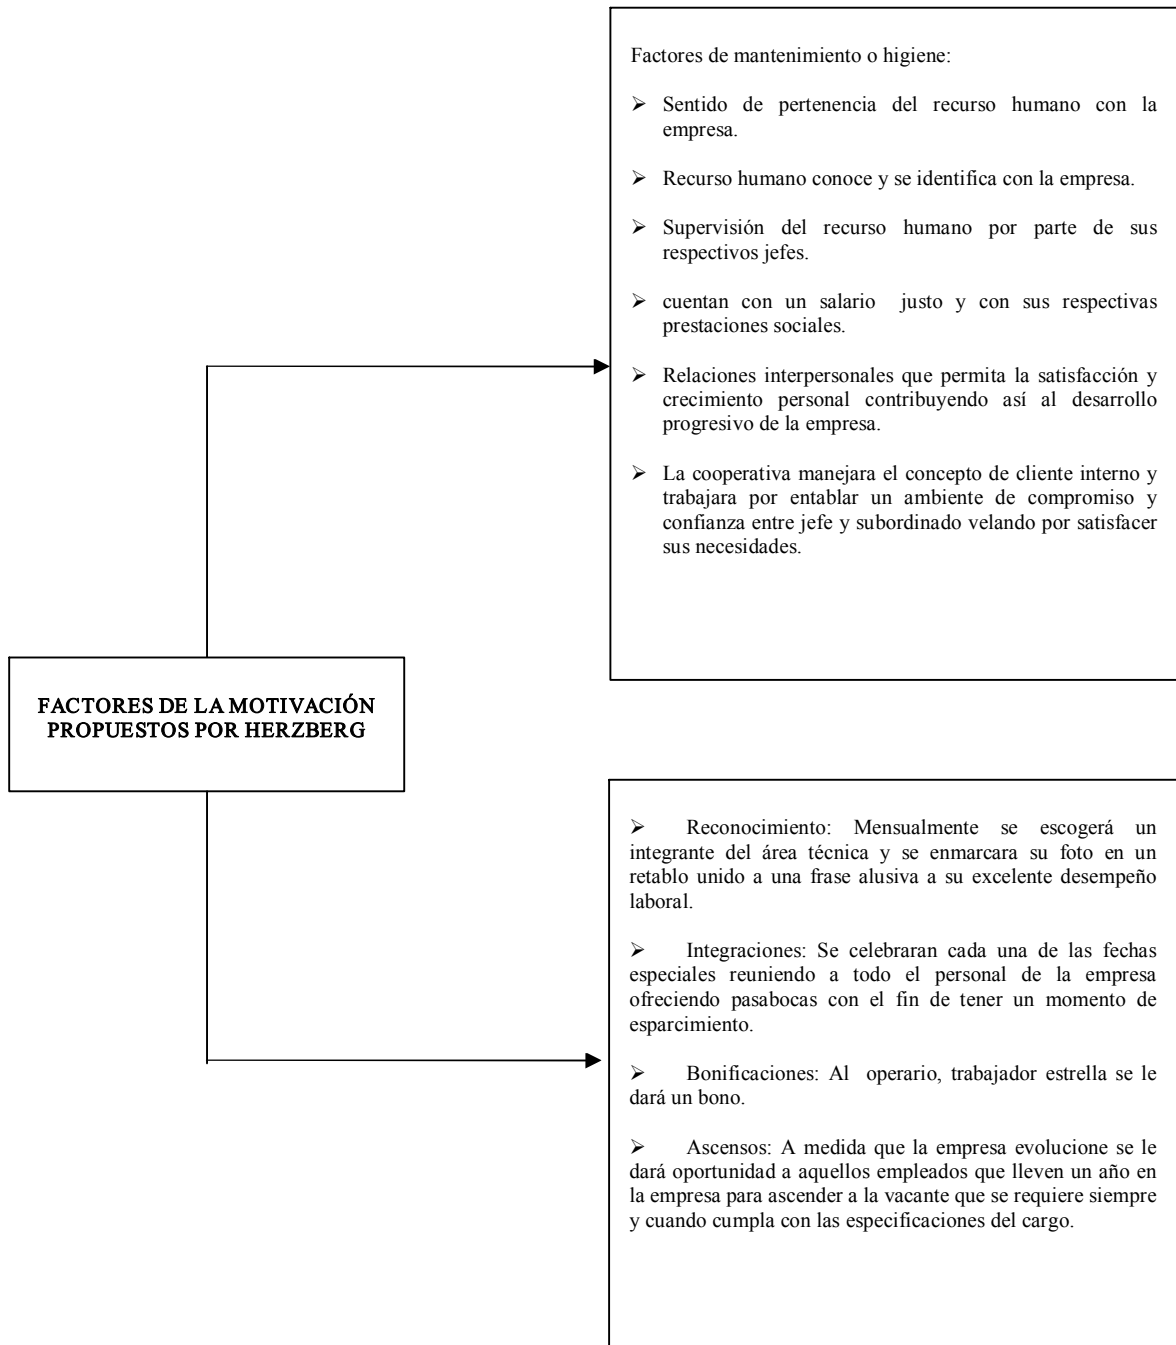 Factores de mantenimiento o higiene:
➢ Sentido de pertenencia del recurso humano con la
empresa.
➢ Recurso humano conoce y se identifica con la empresa.
➢ Supervisión del recurso humano por parte de sus
respectivos jefes.
➢ cuentan con un salario justo y con sus respectivas
prestaciones sociales.
➢ Relaciones interpersonales que permita la satisfacción y
crecimiento personal contribuyendo así al desarrollo
progresivo de la empresa.
➢ La cooperativa manejara el concepto de cliente interno y
trabajara por entablar un ambiente de compromiso y
confianza entre jefe y subordinado velando por satisfacer
sus necesidades.
FACTORES DE LA MOTIVACIÓN
PROPUESTOS POR HERZBERG
➢ Reconocimiento: Mensualmente se escogerá un
integrante del área técnica y se enmarcara su foto en un
retablo unido a una frase alusiva a su excelente desempeño
laboral.
➢ Integraciones: Se celebraran cada una de las fechas
especiales reuniendo a todo el personal de la empresa
ofreciendo pasabocas con el fin de tener un momento de
esparcimiento.
➢ Bonificaciones: Al operario, trabajador estrella se le
dará un bono.
➢ Ascensos: A medida que la empresa evolucione se le
dará oportunidad a aquellos empleados que lleven un año en
la empresa para ascender a la vacante que se requiere siempre
y cuando cumpla con las especificaciones del cargo.